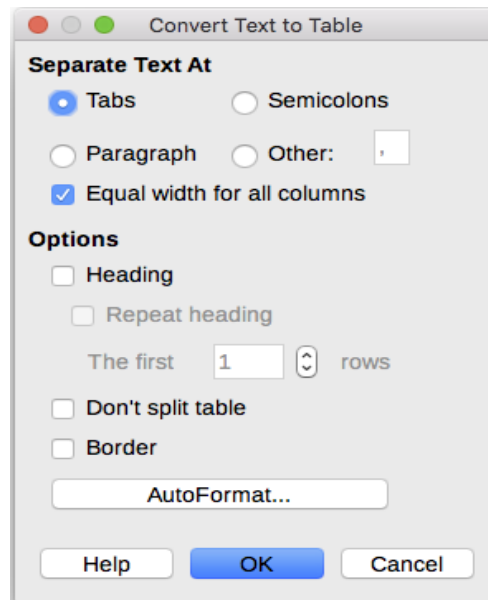 Convert Text to Table
Separate Text At
Tabs Semicolons
Paragraph Other: ,
Equal width for all columns
Options
Heading
Repeat heading
The first 1 rows
Don't split table
Border
AutoFormat...
Help OK Cancel